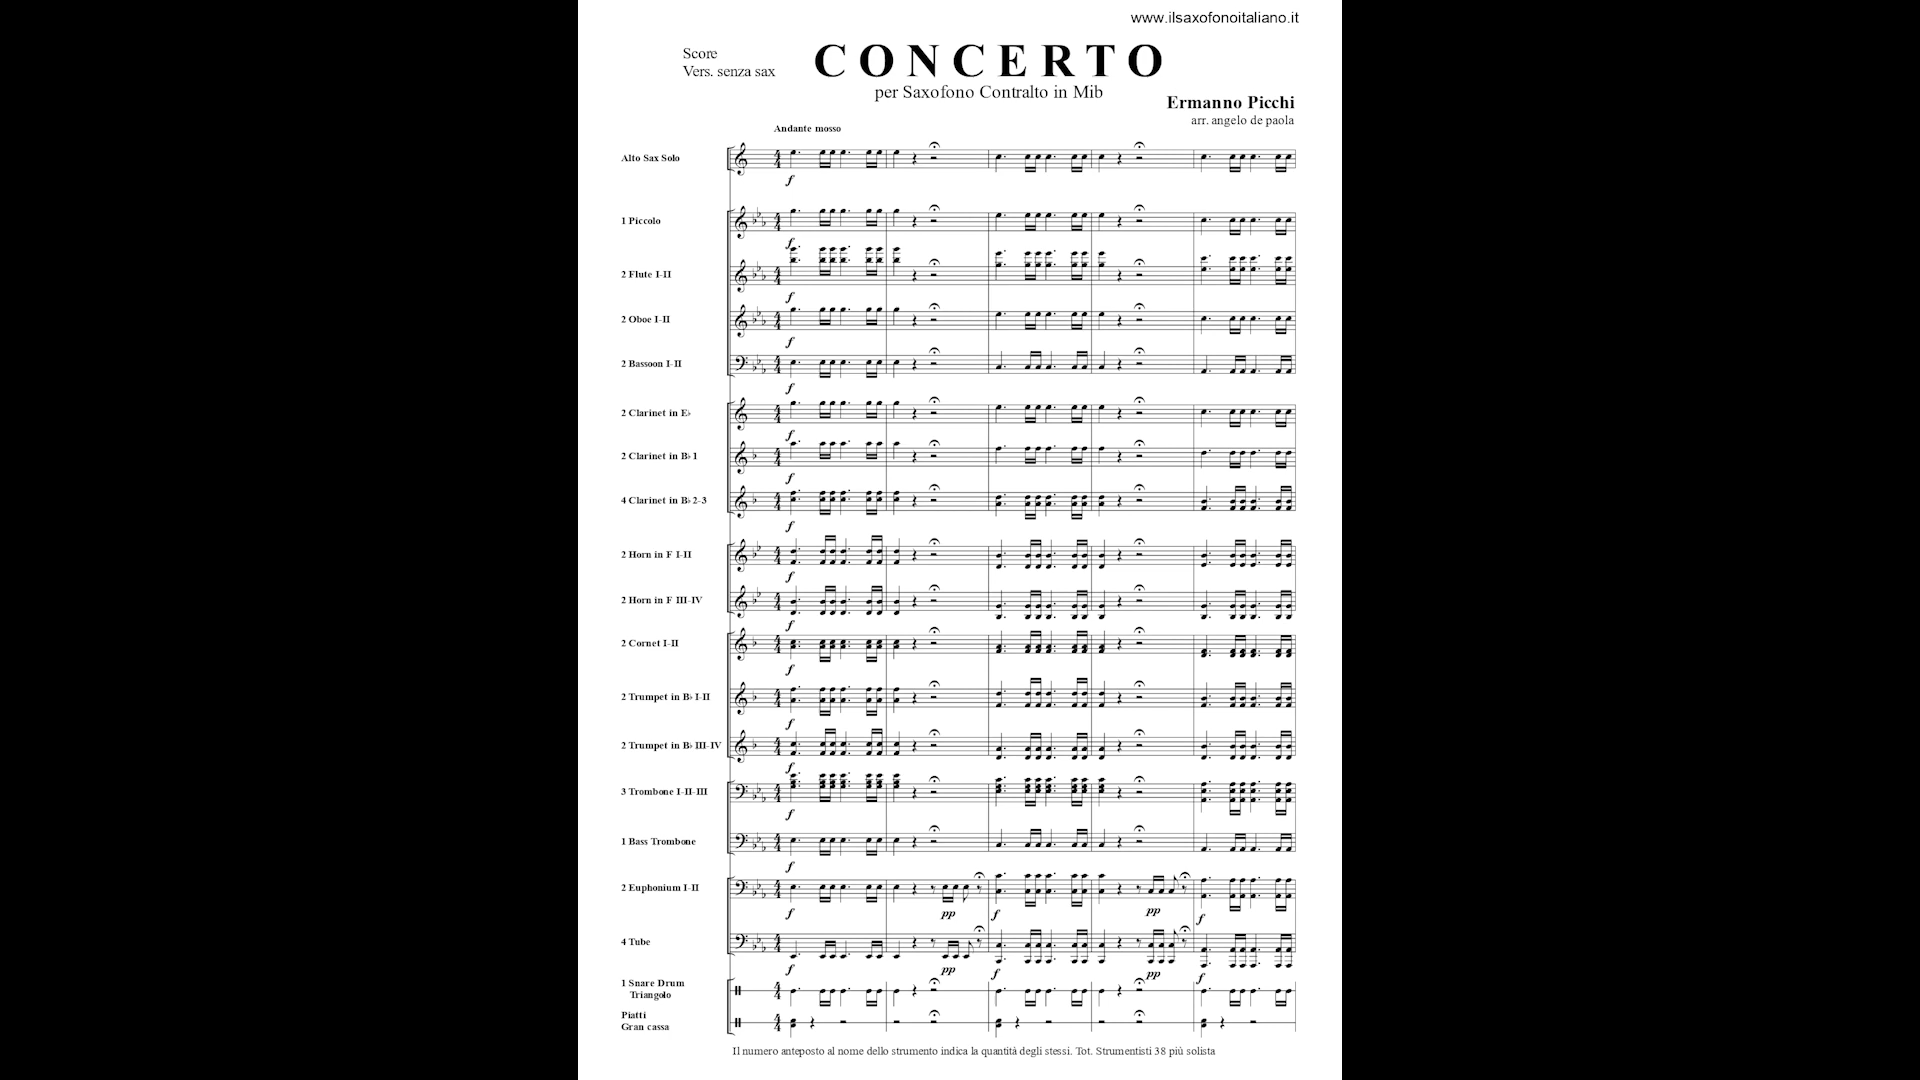 www.ilsaxofonoitaliano.it
Score
Vers. senza sax
CONCERTO
per Saxofono Contralto in Mib
Ermanno Picchi
arr. angelo de paola
Andante mosso
Alto Sax Solo
f
1 Piccolo
f
2 Flute I-II
f
2 Oboe I-II
f
2 Bassoon I-II
f
2 Clarinet in E♭
f
2 Clarinet in B♭ 1
f
4 Clarinet in B♭ 2-3
f
2 Horn in F I-II
f
2 Horn in F III-IV
f
2 Cornet I-II
f
2 Trumpet in B♭ I-II
f
2 Trumpet in B♭ III-IV
f
3 Trombone I-II-III
f
1 Bass Trombone
f
2 Euphonium I-II
f pp f pp f
4 Tube
f pp f pp f
1 Snare Drum
Triangolo
Piatti
Gran cassa
Il numero anteposto al nome dello strumento indica la quantità degli stessi. Tot. Strumentisti 38 più solista